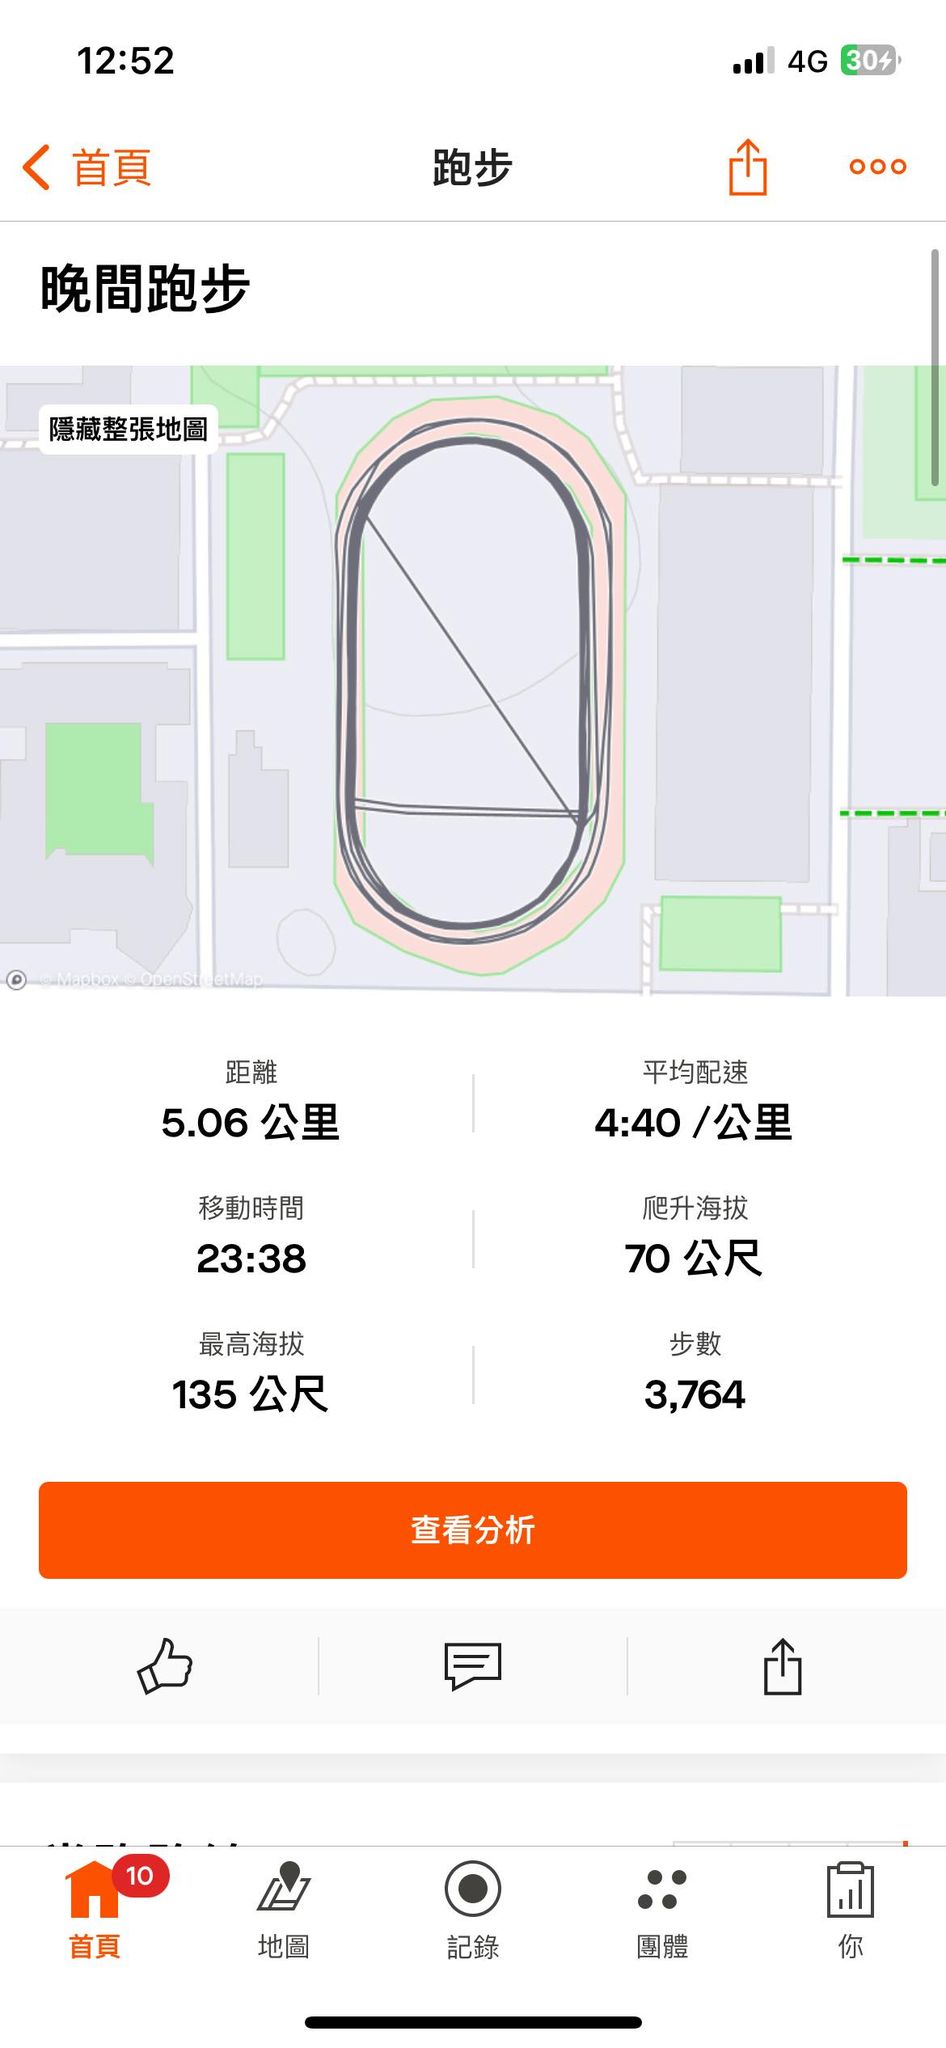 12:52
4G 30
首頁
跑步
晚間跑步
隱藏整張地圖
© Mapbox © OpenStreetMap
距離
平均配速
5.06 公里
4:40 /公里
移動時間
爬升海拔
23:38
70 公尺
最高海拔
步數
135 公尺
3,764
查看分析
10
首頁
地圖
記錄
團體
你